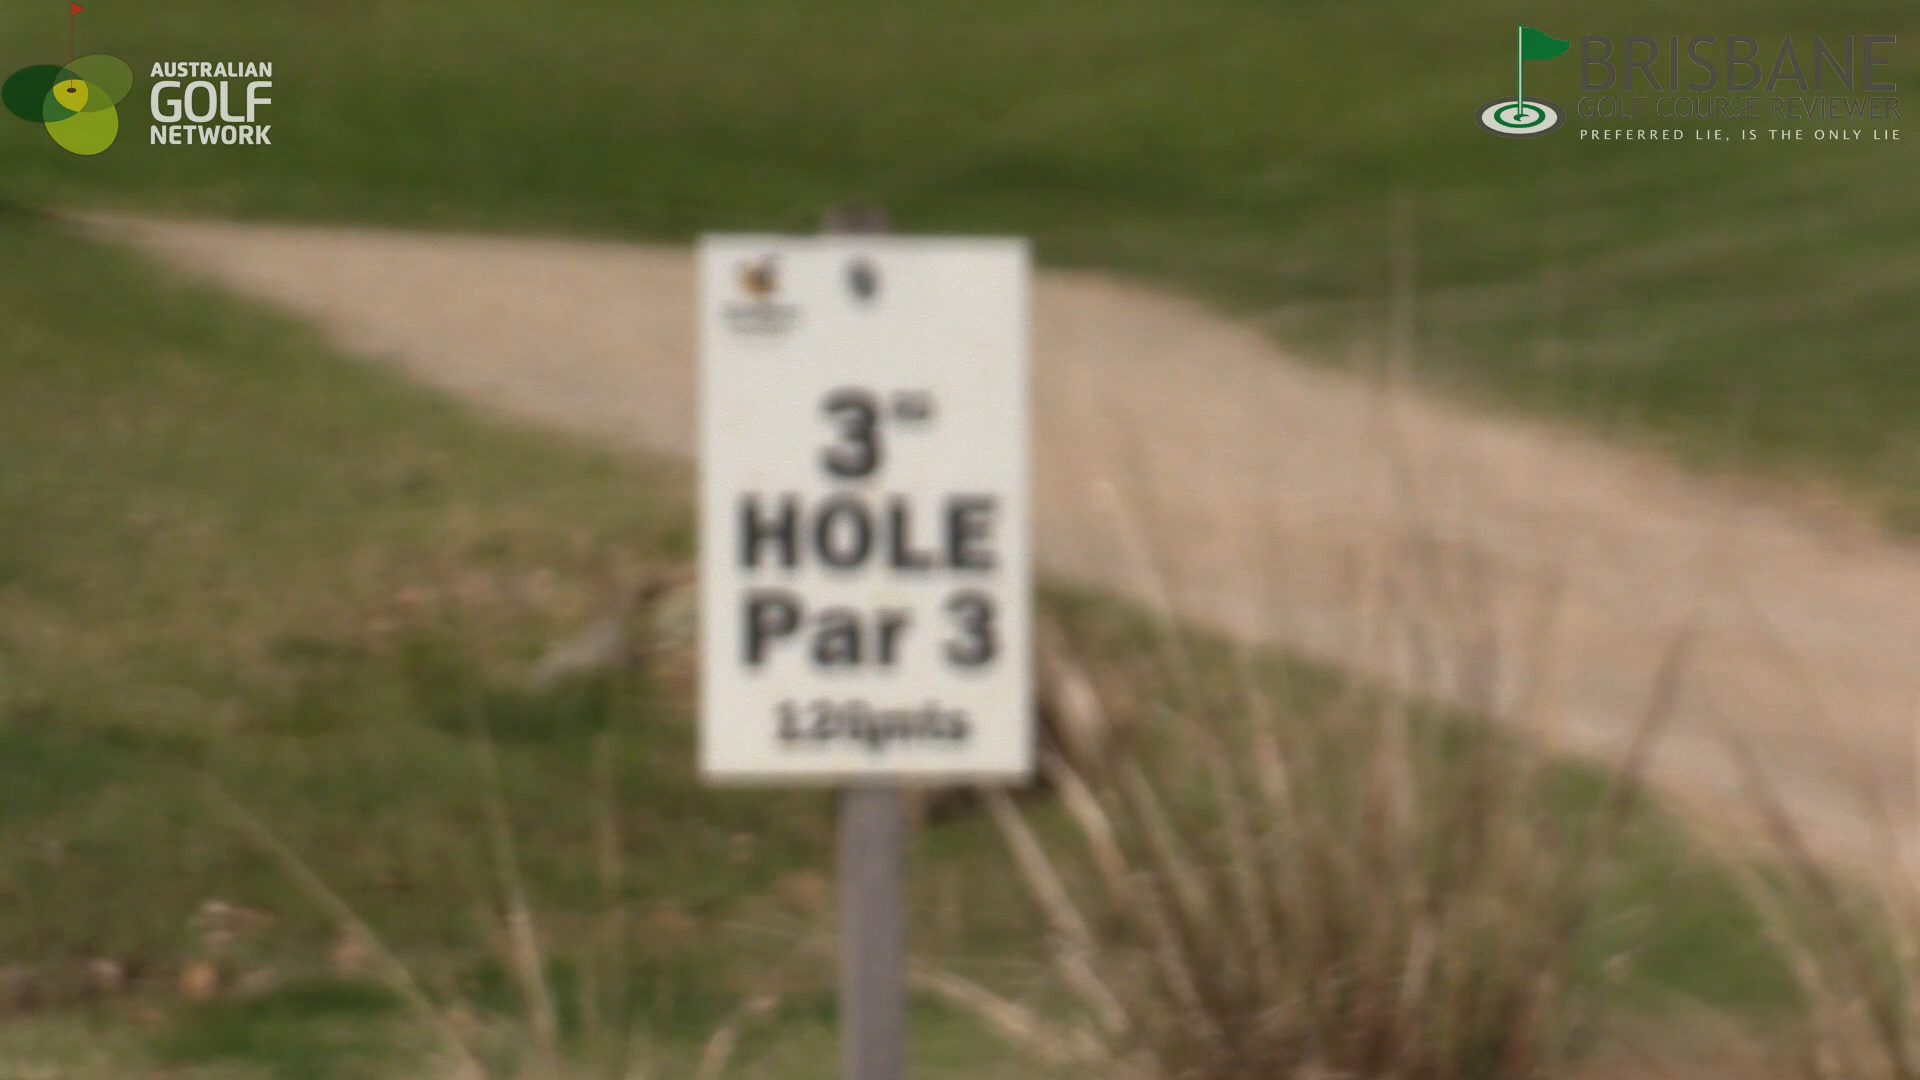 AUSTRALIAN
GOLF
NETWORK
BRISBANE
GOLF COURSE REVIEWER
PREFERRED LIE, IS THE ONLY LIE
3RD
HOLE
Par 3